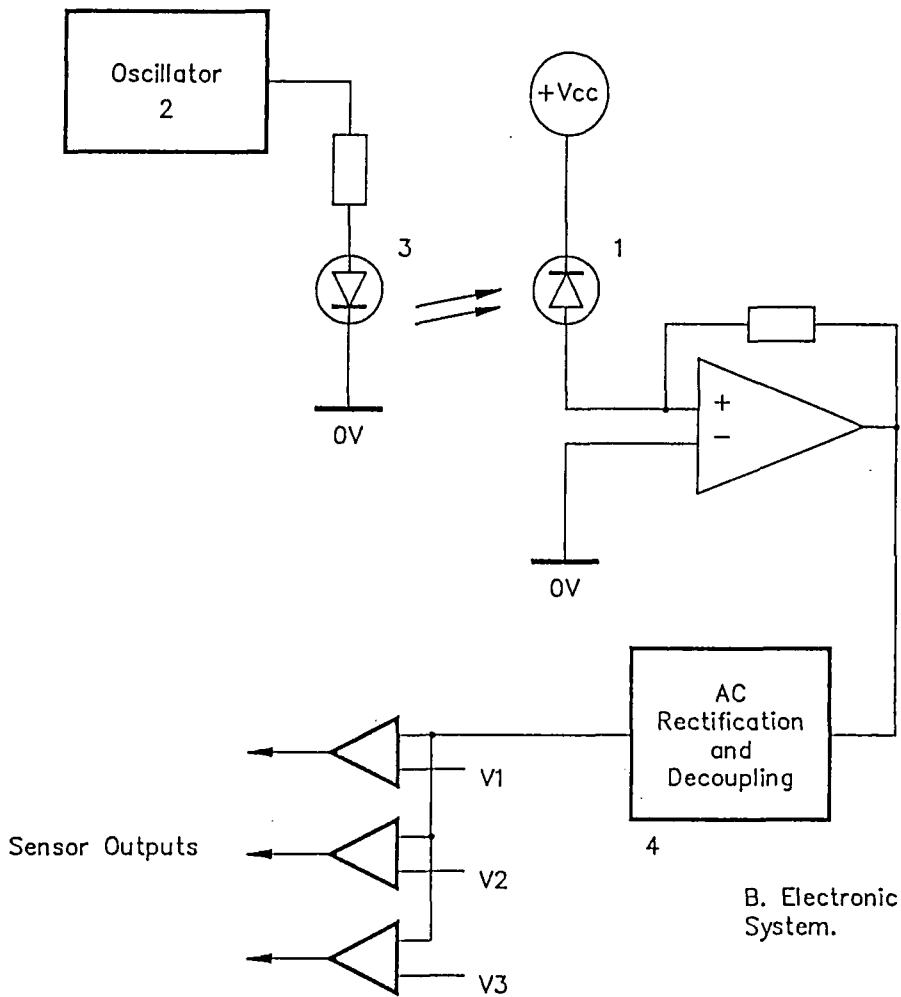 Oscillator
2
+Vcc
3
1
+
−
0V
0V
AC
Rectification
and
Decoupling
4
V1
Sensor Outputs
V2
V3
B. Electronic
System.